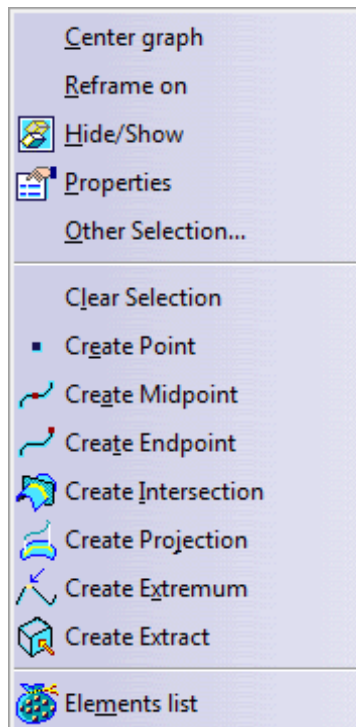 Center graph
Reframe on
Hide/Show
Properties
Other Selection...
Clear Selection
Create Point
Create Midpoint
Create Endpoint
Create Intersection
Create Projection
Create Extremum
Create Extract
Elements list